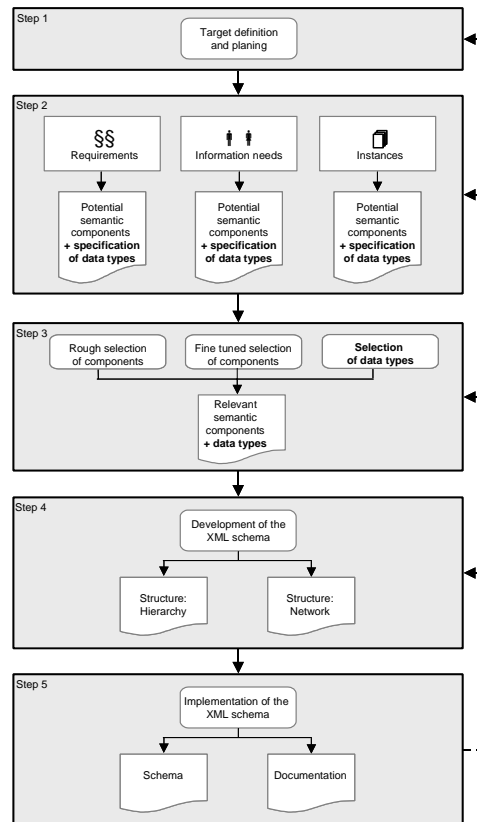 Step 1
Target definition
and planing
Step 2
§§
Requirements
Information needs
Instances
Potential
semantic
components
+ specification
of data types
Potential
semantic
components
+ specification
of data types
Potential
semantic
components
+ specification
of data types
Step 3
Rough selection
of components
Fine tuned selection
of components
Selection
of data types
Relevant
semantic
components
+ data types
Step 4
Development of the
XML schema
Structure:
Hierarchy
Structure:
Network
Step 5
Implementation of the
XML schema
Schema
Documentation